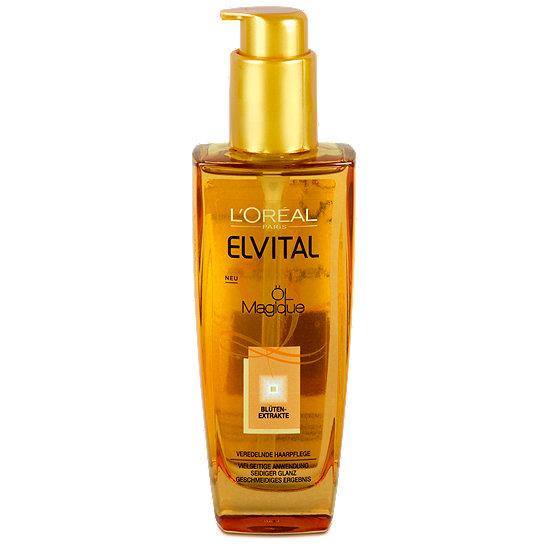 L'ORÉAL
PARIS
ELVITAL
NEU
ÖL
Magique
BLÜTEN-
EXTRAKTE
VEREDELNDE HAARPFLEGE
VIELSEITIGE ANWENDUNG
SEIDIGER GLANZ
GESCHMEIDIGES ERGEBNIS